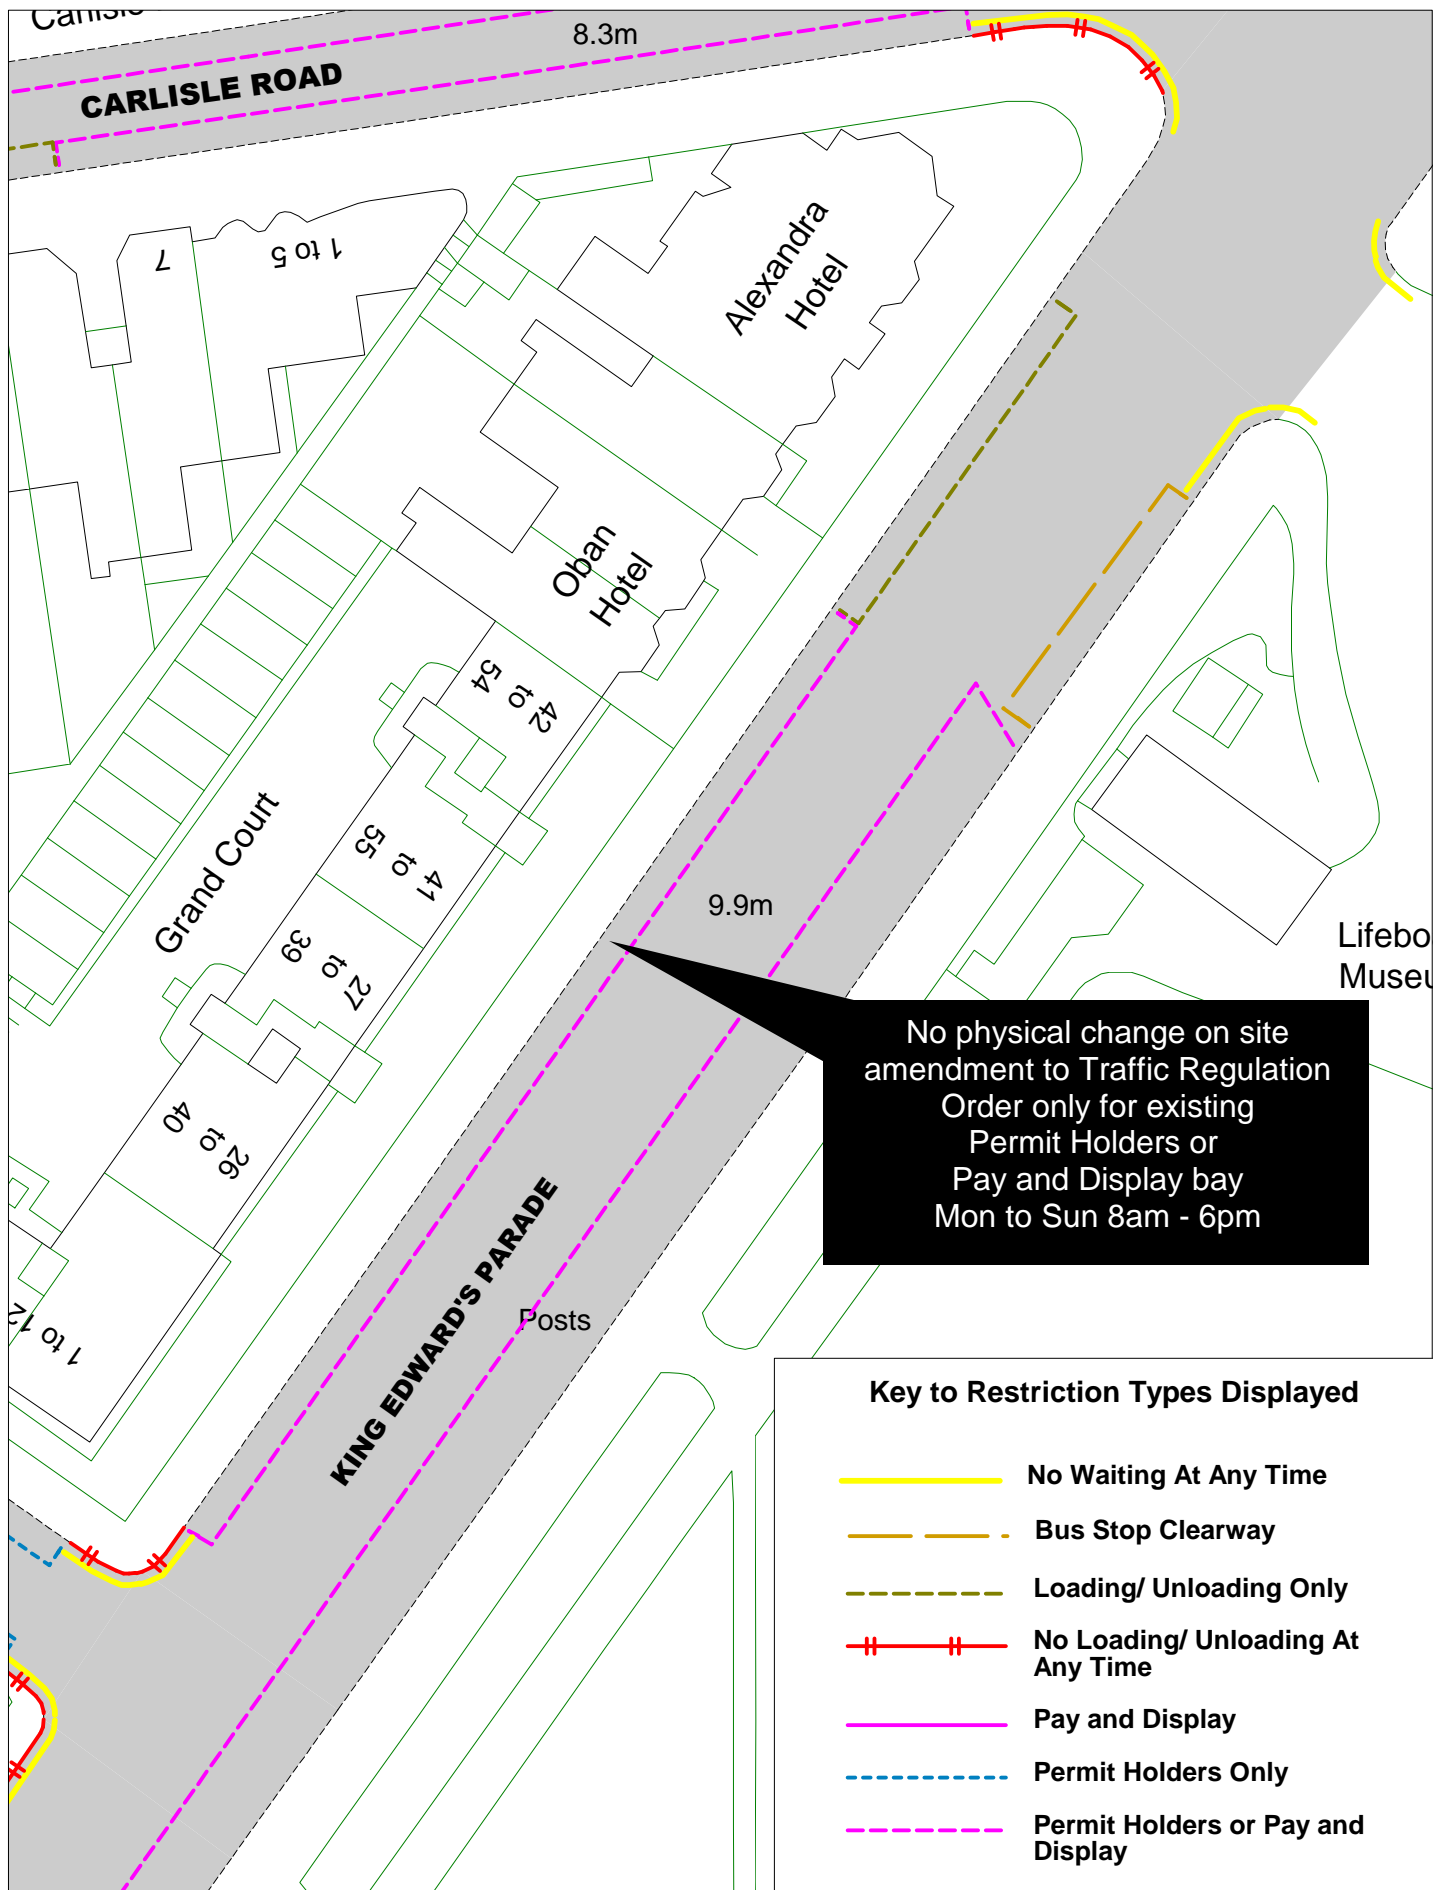 Carlisle
8.3m
CARLISLE ROAD
7
1 to 5
Alexandra
Hotel
Oban
Hotel
42
to
54
Grand Court
41
to
55
9.9m
27
to
39
Lifebo
Museu
No physical change on site
amendment to Traffic Regulation
Order only for existing
Permit Holders or
Pay and Display bay
Mon to Sun 8am - 6pm
26
to
40
KING EDWARD'S PARADE
Posts
1 to 12
Key to Restriction Types Displayed
No Waiting At Any Time
Bus Stop Clearway
Loading/ Unloading Only
No Loading/ Unloading At
Any Time
Pay and Display
Permit Holders Only
Permit Holders or Pay and
Display